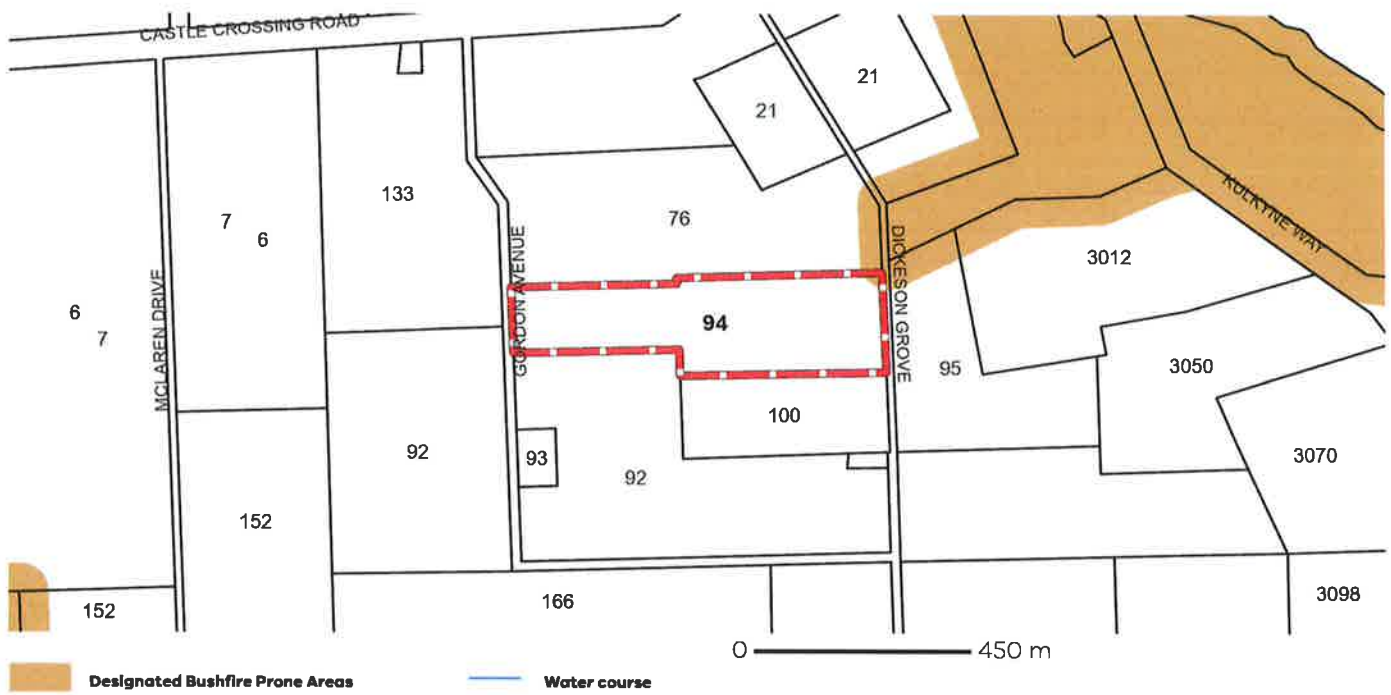 CASTLE CROSSING ROAD
21
21
133
7
6
76
KULKYNE WAY
GORDON AVENUE
DICKESON GROVE
3012
MCLAREN DRIVE
6
7
94
95
3050
100
92
93
92
3070
152
152
166
3098
0 450 m
Designated Bushfire Prone Areas
Water course